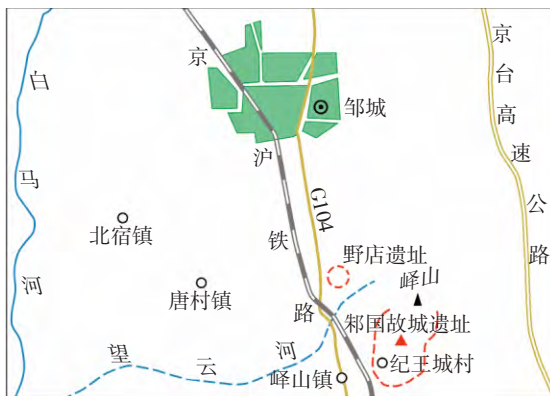 京沪铁路
邹城
京台高速公路
白马河
G104
北宿镇
野店遗址
峄山
唐村镇
邾国故城遗址
望云河
纪王城村
峄山镇